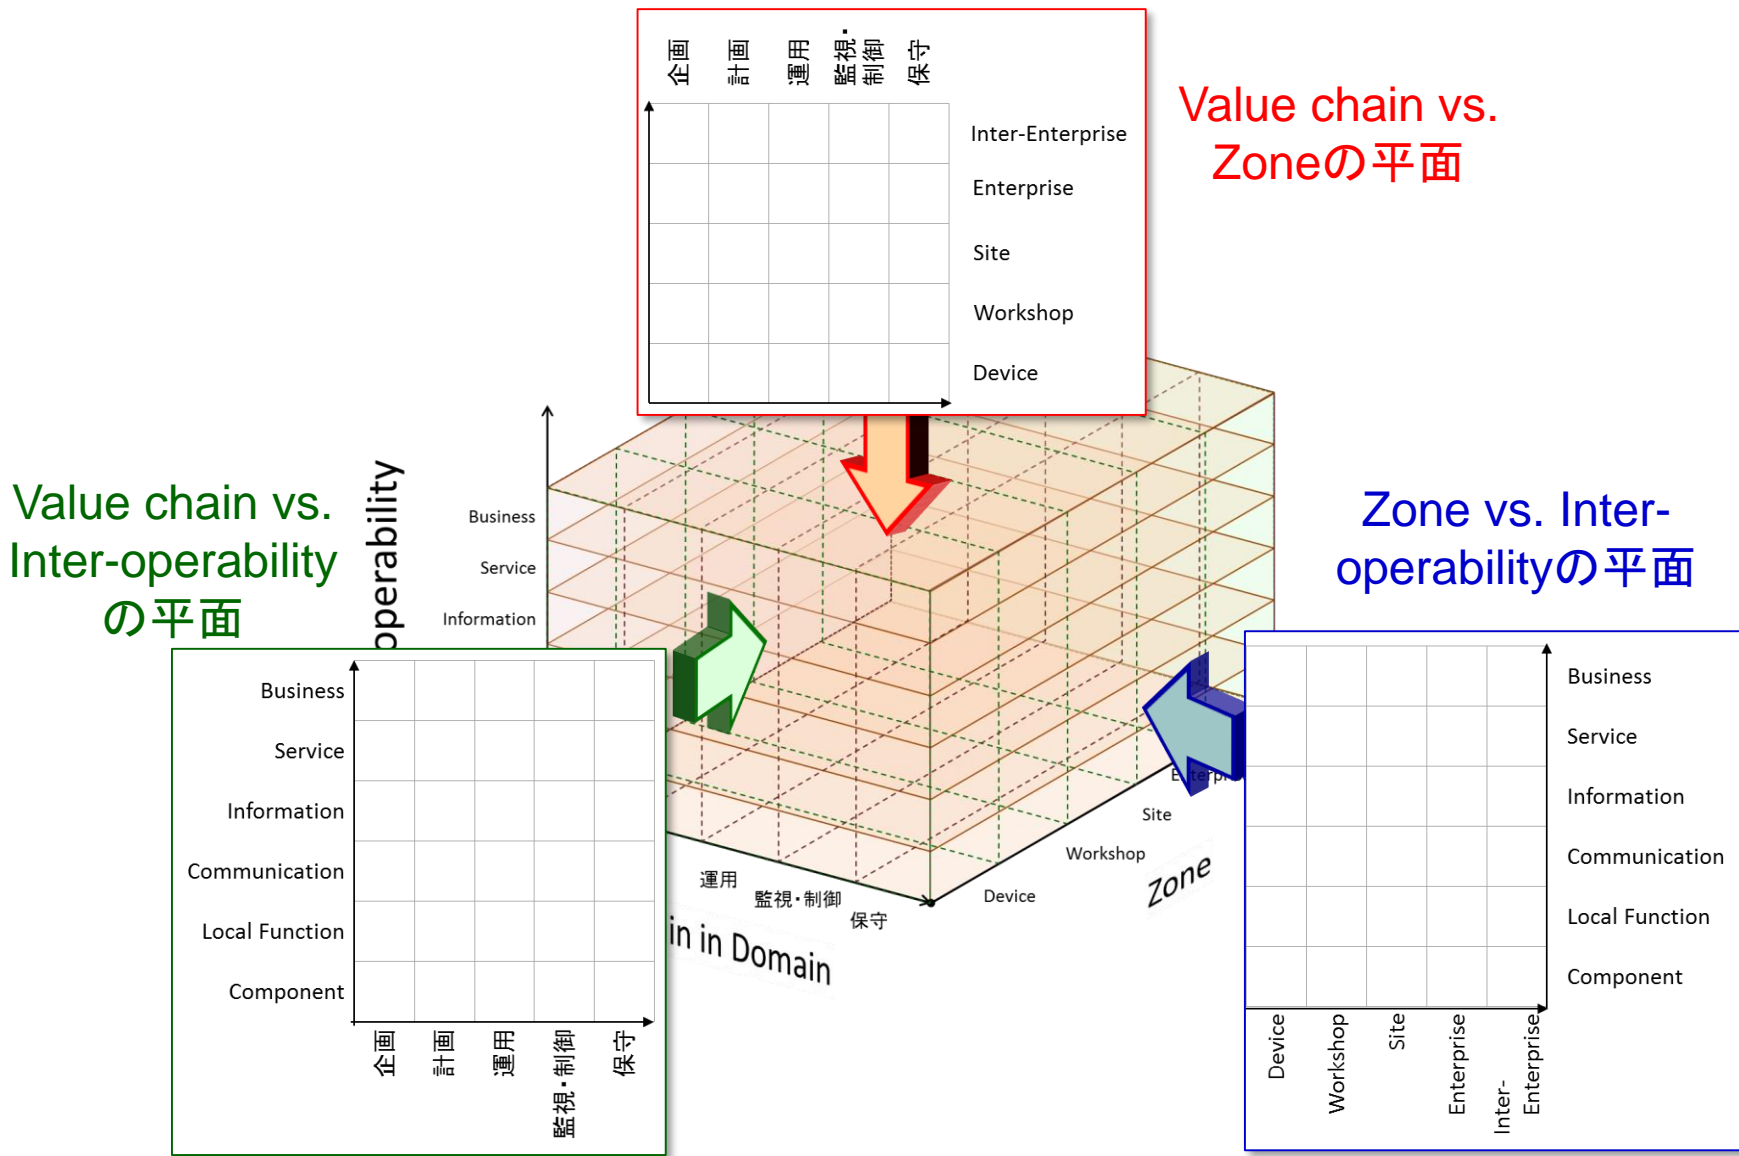 企画
計画
運用
監視・
制御
保守
Inter-Enterprise
Enterprise
Site
Workshop
Device
Value chain vs.
Zoneの平面
Value chain vs.
Inter-operability
の平面
operability
Business
Service
Information
Zone vs. Inter-
operabilityの平面
Business
Service
Information
Communication
Local Function
Component
企画
計画
運用
監視・制御
保守
運用
監視・制御
保守
in in Domain
Device
Workshop
Site
Zone
Business
Service
Information
Communication
Local Function
Component
Device
Workshop
Site
Enterprise
Inter-
Enterprise